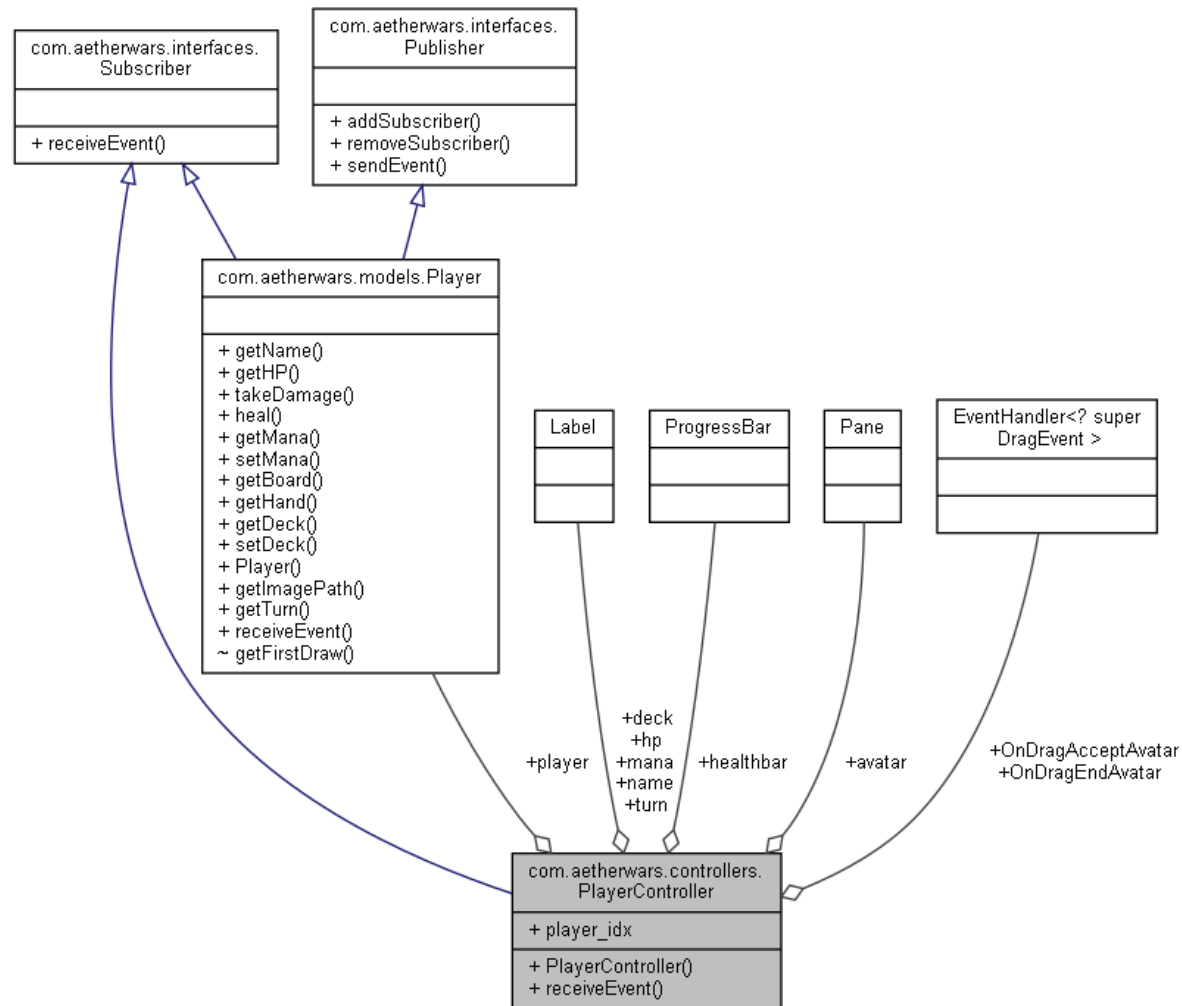 com.aetherwars.interfaces.
Subscriber
+ receiveEvent()
com.aetherwars.interfaces.
Publisher
+ addSubscriber()
+ removeSubscriber()
+ sendEvent()
com.aetherwars.models.Player
+ getName()
+ getHP()
+ takeDamage()
+ heal()
+ getMana()
+ setMana()
+ getBoard()
+ getHand()
+ getDeck()
+ setDeck()
+ Player()
+ getImagePath()
+ getTurn()
+ receiveEvent()
~ getFirstDraw()
Label
ProgressBar
Pane
EventHandler<? super
DragEvent >
+player
+deck
+hp
+mana
+name
+turn
+healthbar
+avatar
+OnDragAcceptAvatar
+OnDragEndAvatar
com.aetherwars.controllers.
PlayerController
+ player_idx
+ PlayerController()
+ receiveEvent()